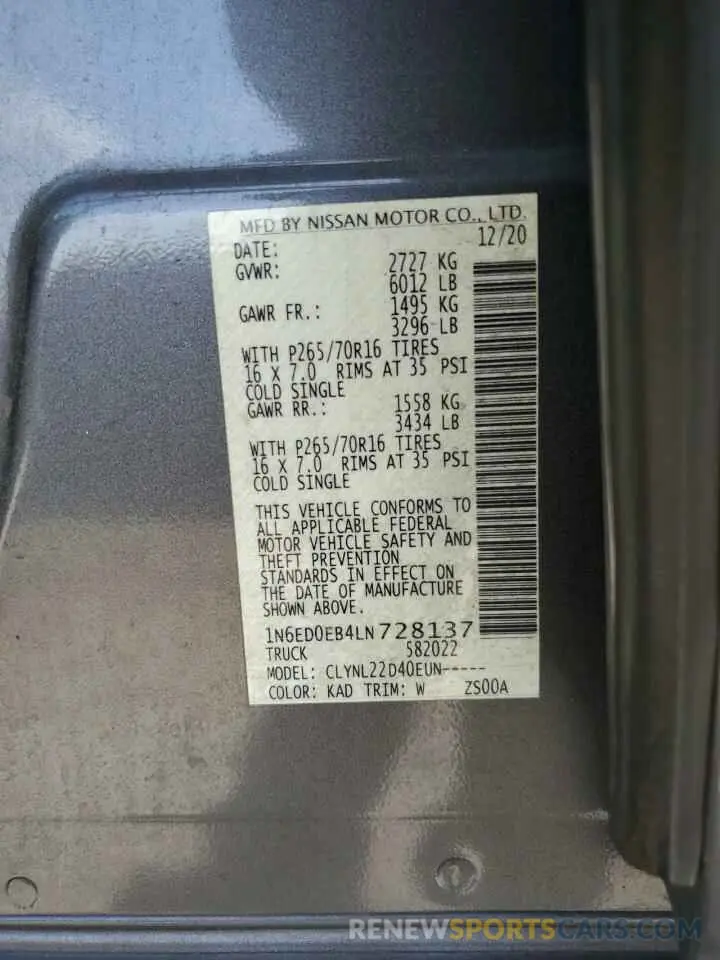 MFD BY NISSAN MOTOR CO., LTD.
DATE: 12/20
GVWR: 2727 KG
6012 LB
GAWR FR.: 1495 KG
3296 LB
WITH P265/70R16 TIRES
16 X 7.0 RIMS AT 35 PSI
COLD SINGLE
GAWR RR.: 1558 KG
3434 LB
WITH P265/70R16 TIRES
16 X 7.0 RIMS AT 35 PSI
COLD SINGLE
THIS VEHICLE CONFORMS TO
ALL APPLICABLE FEDERAL
MOTOR VEHICLE SAFETY AND
THEFT PREVENTION
STANDARDS IN EFFECT ON
THE DATE OF MANUFACTURE
SHOWN ABOVE.
1N6ED0EB4LN728137
TRUCK 582022
MODEL: CLYNL22D40EUN-----
COLOR: KAD TRIM: W ZS00A
RENEWSPORTSCARS.COM